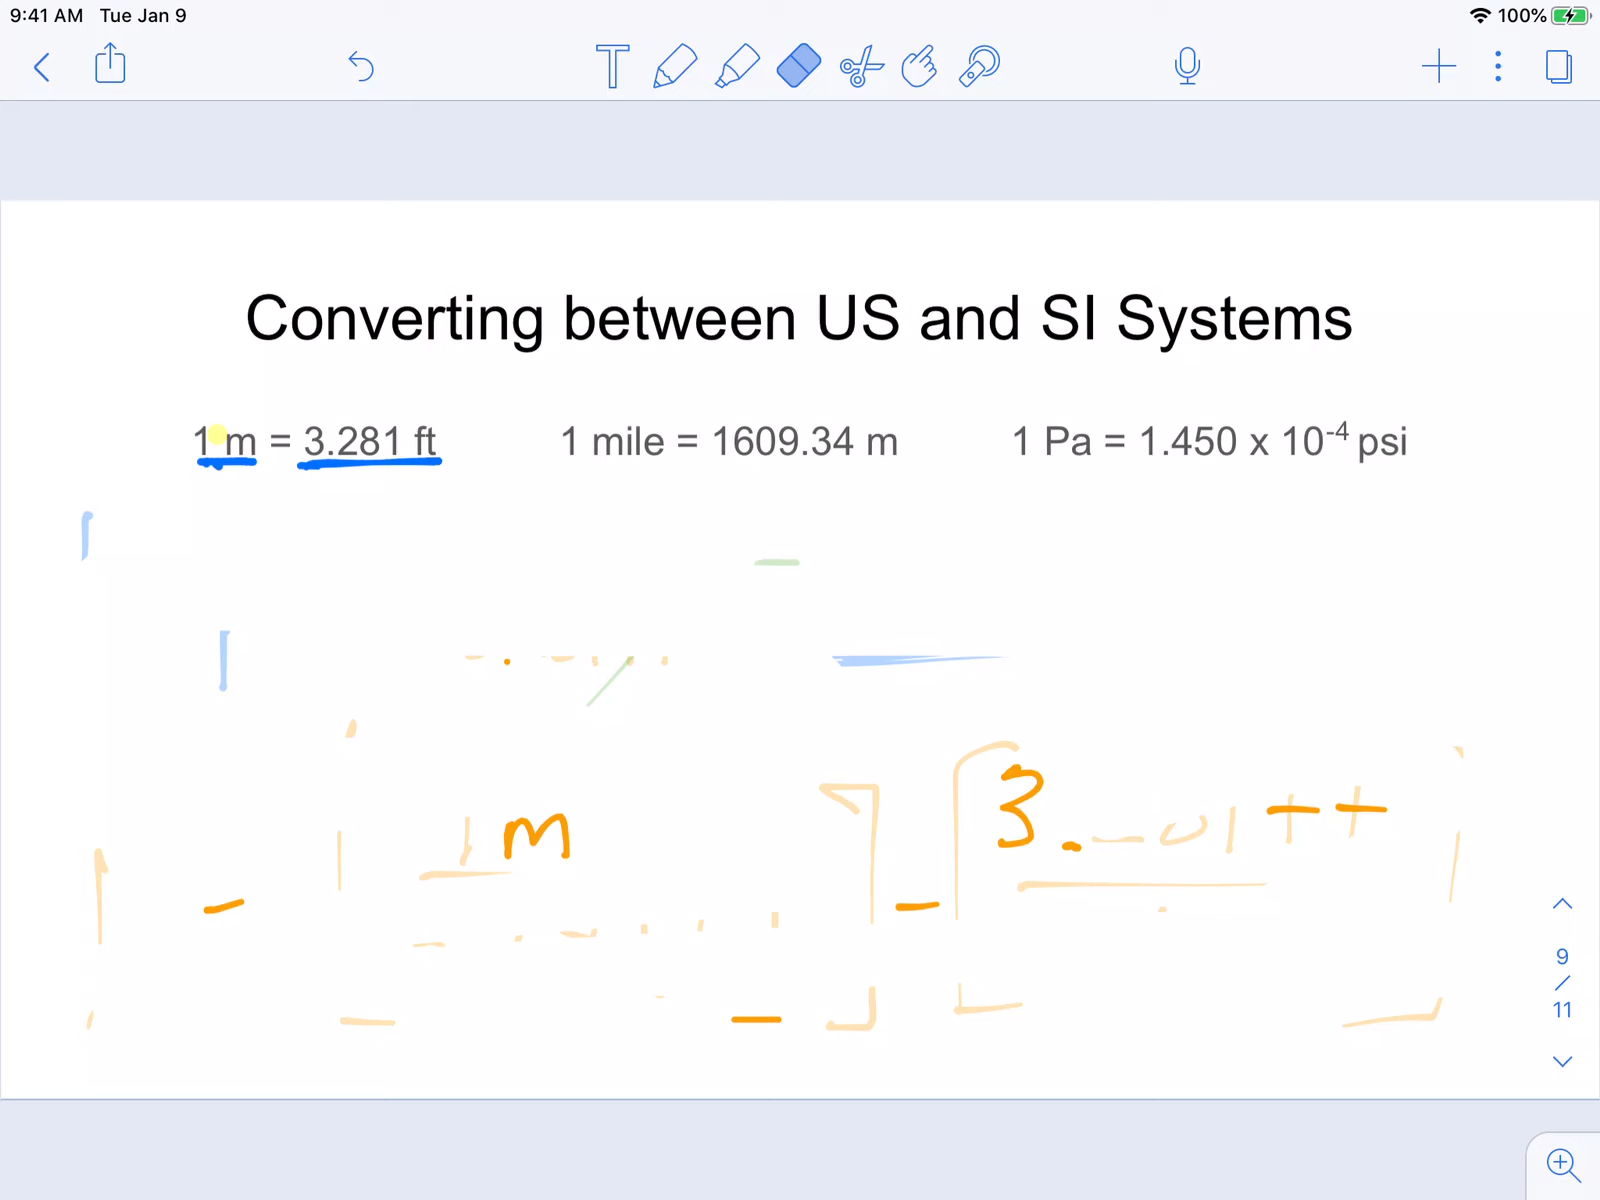 9:41 AM Tue Jan 9
100%
Converting between US and SI Systems
1 m = 3.281 ft
1 mile = 1609.34 m
1 Pa = 1.450 x 10⁻⁴ psi
m
3.
9
/
11